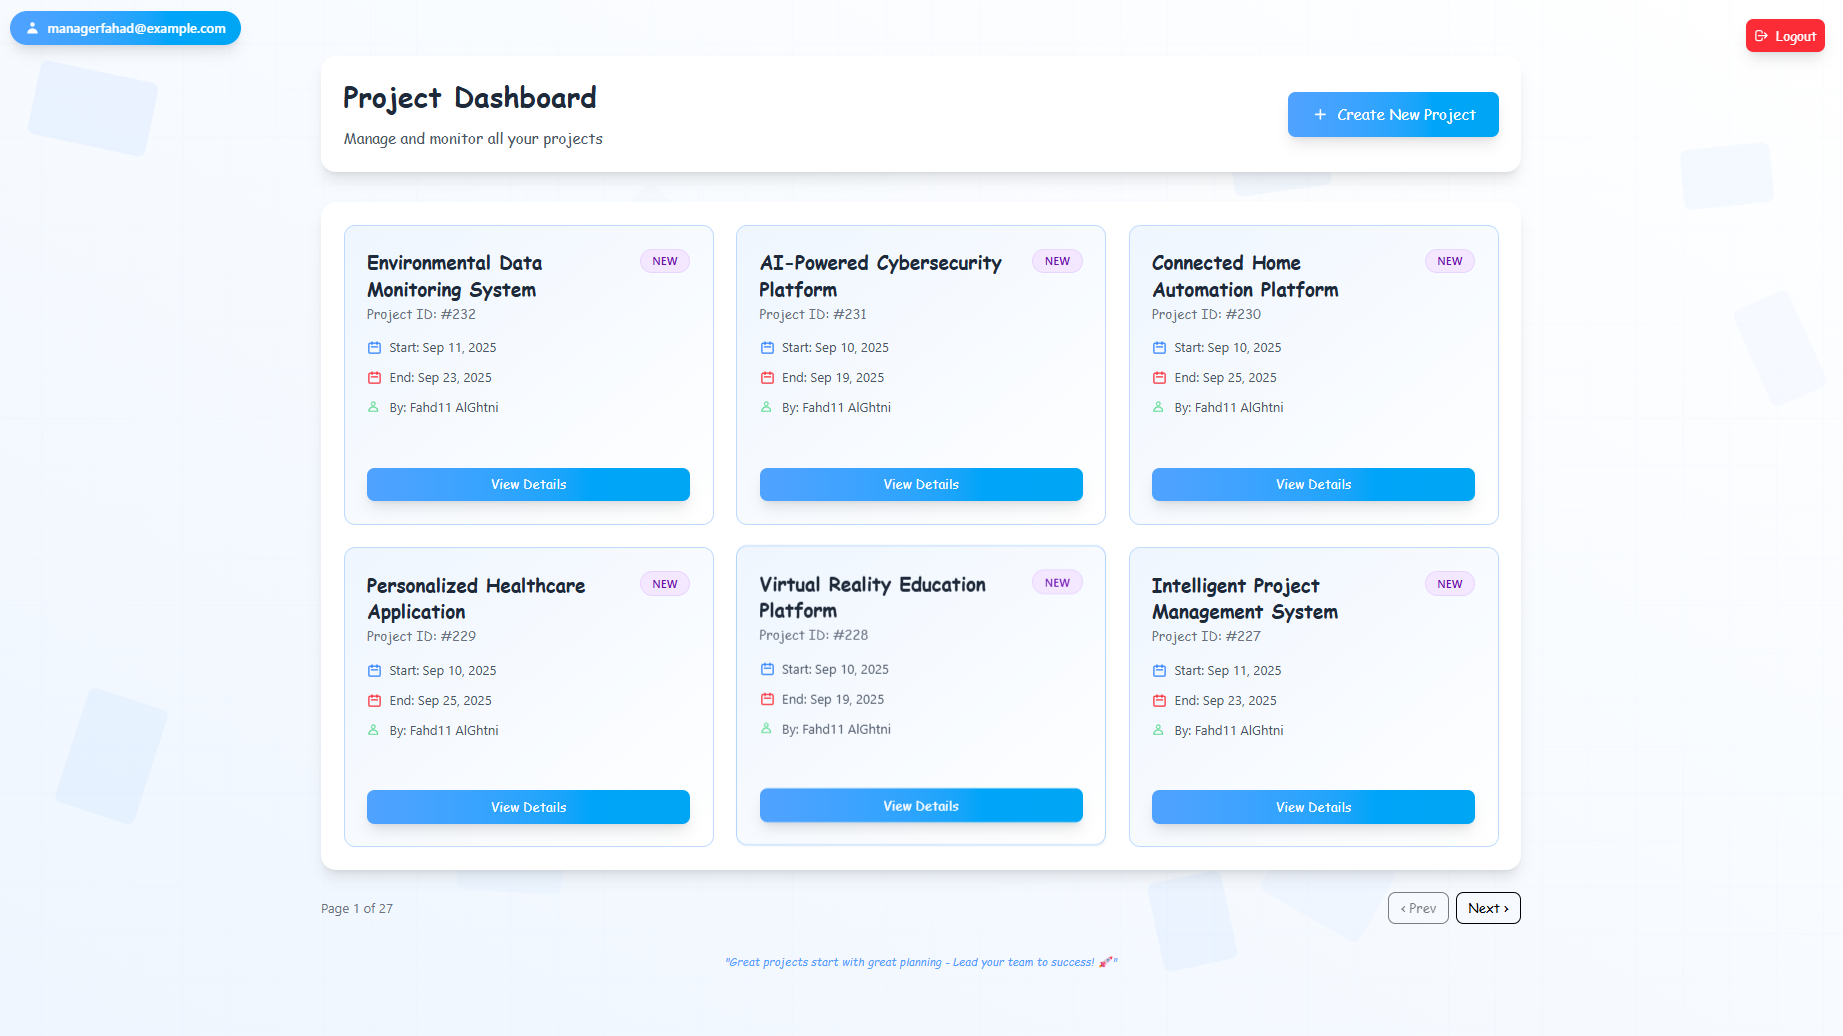 managerfahad@example.com
Logout
Project Dashboard
Manage and monitor all your projects
+ Create New Project
Environmental Data
Monitoring System
NEW
Project ID: #232
Start: Sep 11, 2025
End: Sep 23, 2025
By: Fahd11 AlGhtni
View Details
AI-Powered Cybersecurity
Platform
NEW
Project ID: #231
Start: Sep 10, 2025
End: Sep 19, 2025
By: Fahd11 AlGhtni
View Details
Connected Home
Automation Platform
NEW
Project ID: #230
Start: Sep 10, 2025
End: Sep 25, 2025
By: Fahd11 AlGhtni
View Details
Personalized Healthcare
Application
NEW
Project ID: #229
Start: Sep 10, 2025
End: Sep 25, 2025
By: Fahd11 AlGhtni
View Details
Virtual Reality Education
Platform
NEW
Project ID: #228
Start: Sep 10, 2025
End: Sep 19, 2025
By: Fahd11 AlGhtni
View Details
Intelligent Project
Management System
NEW
Project ID: #227
Start: Sep 11, 2025
End: Sep 23, 2025
By: Fahd11 AlGhtni
View Details
Page 1 of 27
‹ Prev
Next ›
"Great projects start with great planning - Lead your team to success! 🚀"